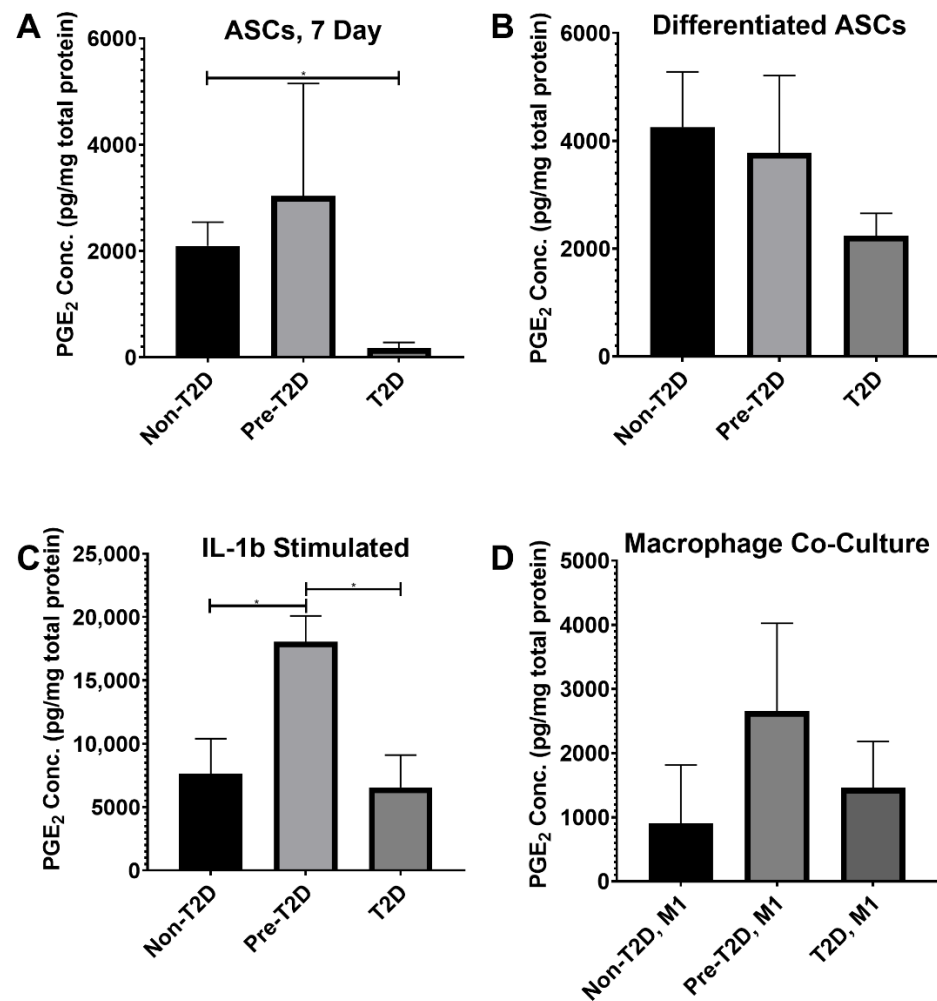 A
ASCs, 7 Day
PGE₂ Conc. (pg/mg total protein)
6000
4000
2000
0
*
Non-T2D
Pre-T2D
T2D
B
Differentiated ASCs
PGE₂ Conc. (pg/mg total protein)
6000
4000
2000
0
Non-T2D
Pre-T2D
T2D
C
IL-1b Stimulated
PGE₂ Conc. (pg/mg total protein)
25,000
20,000
15,000
10,000
5000
0
*
*
Non-T2D
Pre-T2D
T2D
D
Macrophage Co-Culture
PGE₂ Conc. (pg/mg total protein)
5000
4000
3000
2000
1000
0
Non-T2D, M1
Pre-T2D, M1
T2D, M1